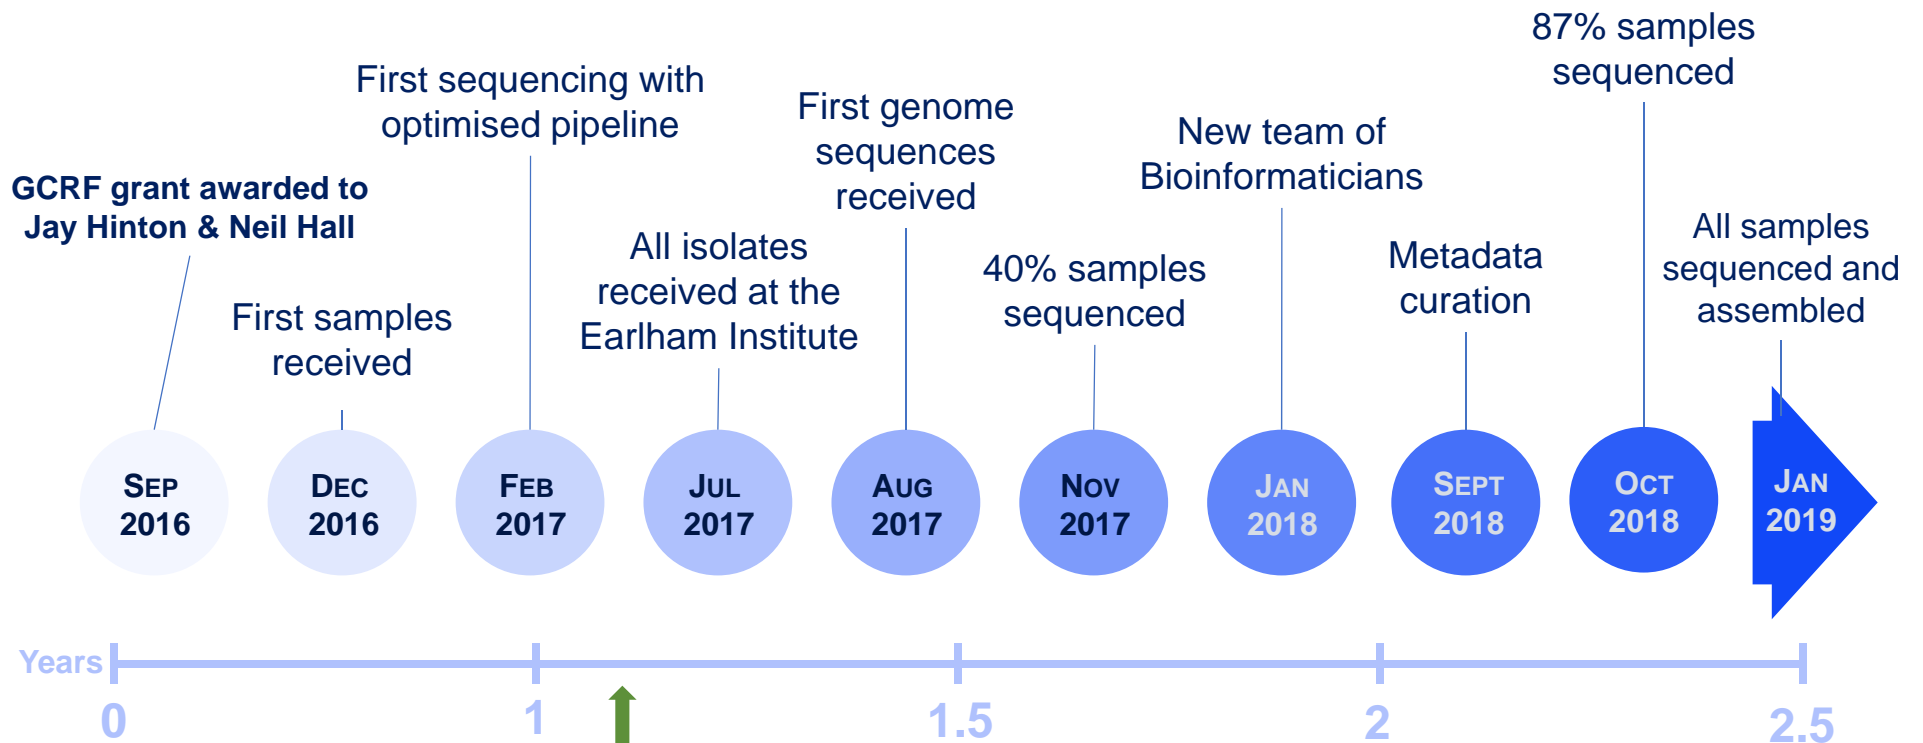 GCRF grant awarded to
Jay Hinton & Neil Hall
First samples
received
First sequencing with
optimised pipeline
All isolates
received at the
Earlham Institute
First genome
sequences
received
40% samples
sequenced
New team of
Bioinformaticians
Metadata
curation
87% samples
sequenced
All samples
sequenced and
assembled
SEP
2016
DEC
2016
FEB
2017
JUL
2017
AUG
2017
NOV
2017
JAN
2018
SEPT
2018
OCT
2018
JAN
2019
Years
0
1
1.5
2
2.5